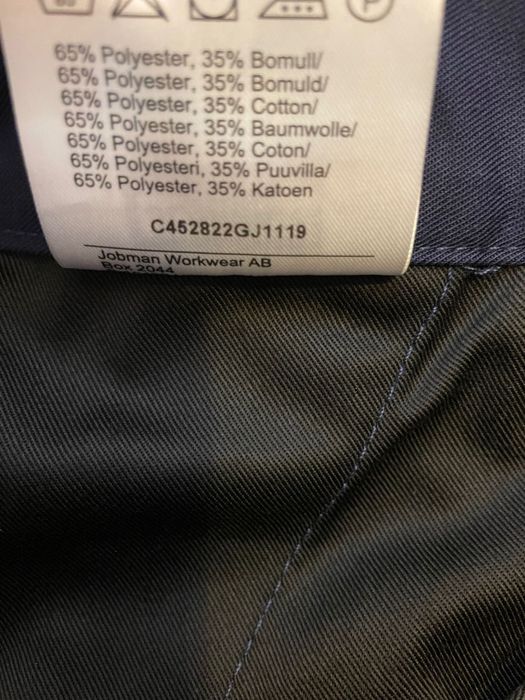 P
65% Polyester, 35% Bomull/
65% Polyester, 35% Bomuld/
65% Polyester, 35% Cotton/
65% Polyester, 35% Baumwolle/
65% Polyester, 35% Coton/
65% Polyesteri, 35% Puuvilla/
65% Polyester, 35% Katoen
C452822GJ1119
Jobman Workwear AB
Box 2044